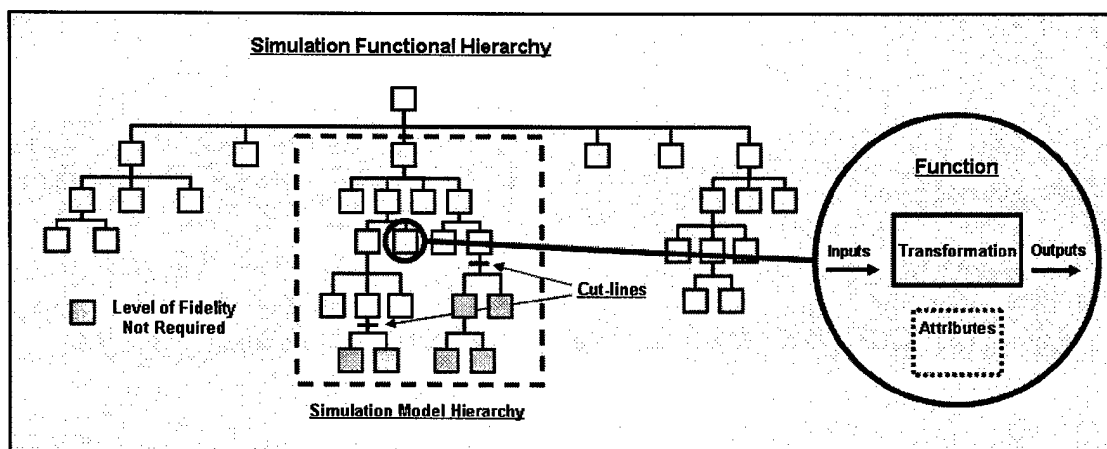 Simulation Functional Hierarchy
Function
Inputs
Transformation
Outputs
Attributes
Cut-lines
Level of Fidelity
Not Required
Simulation Model Hierarchy